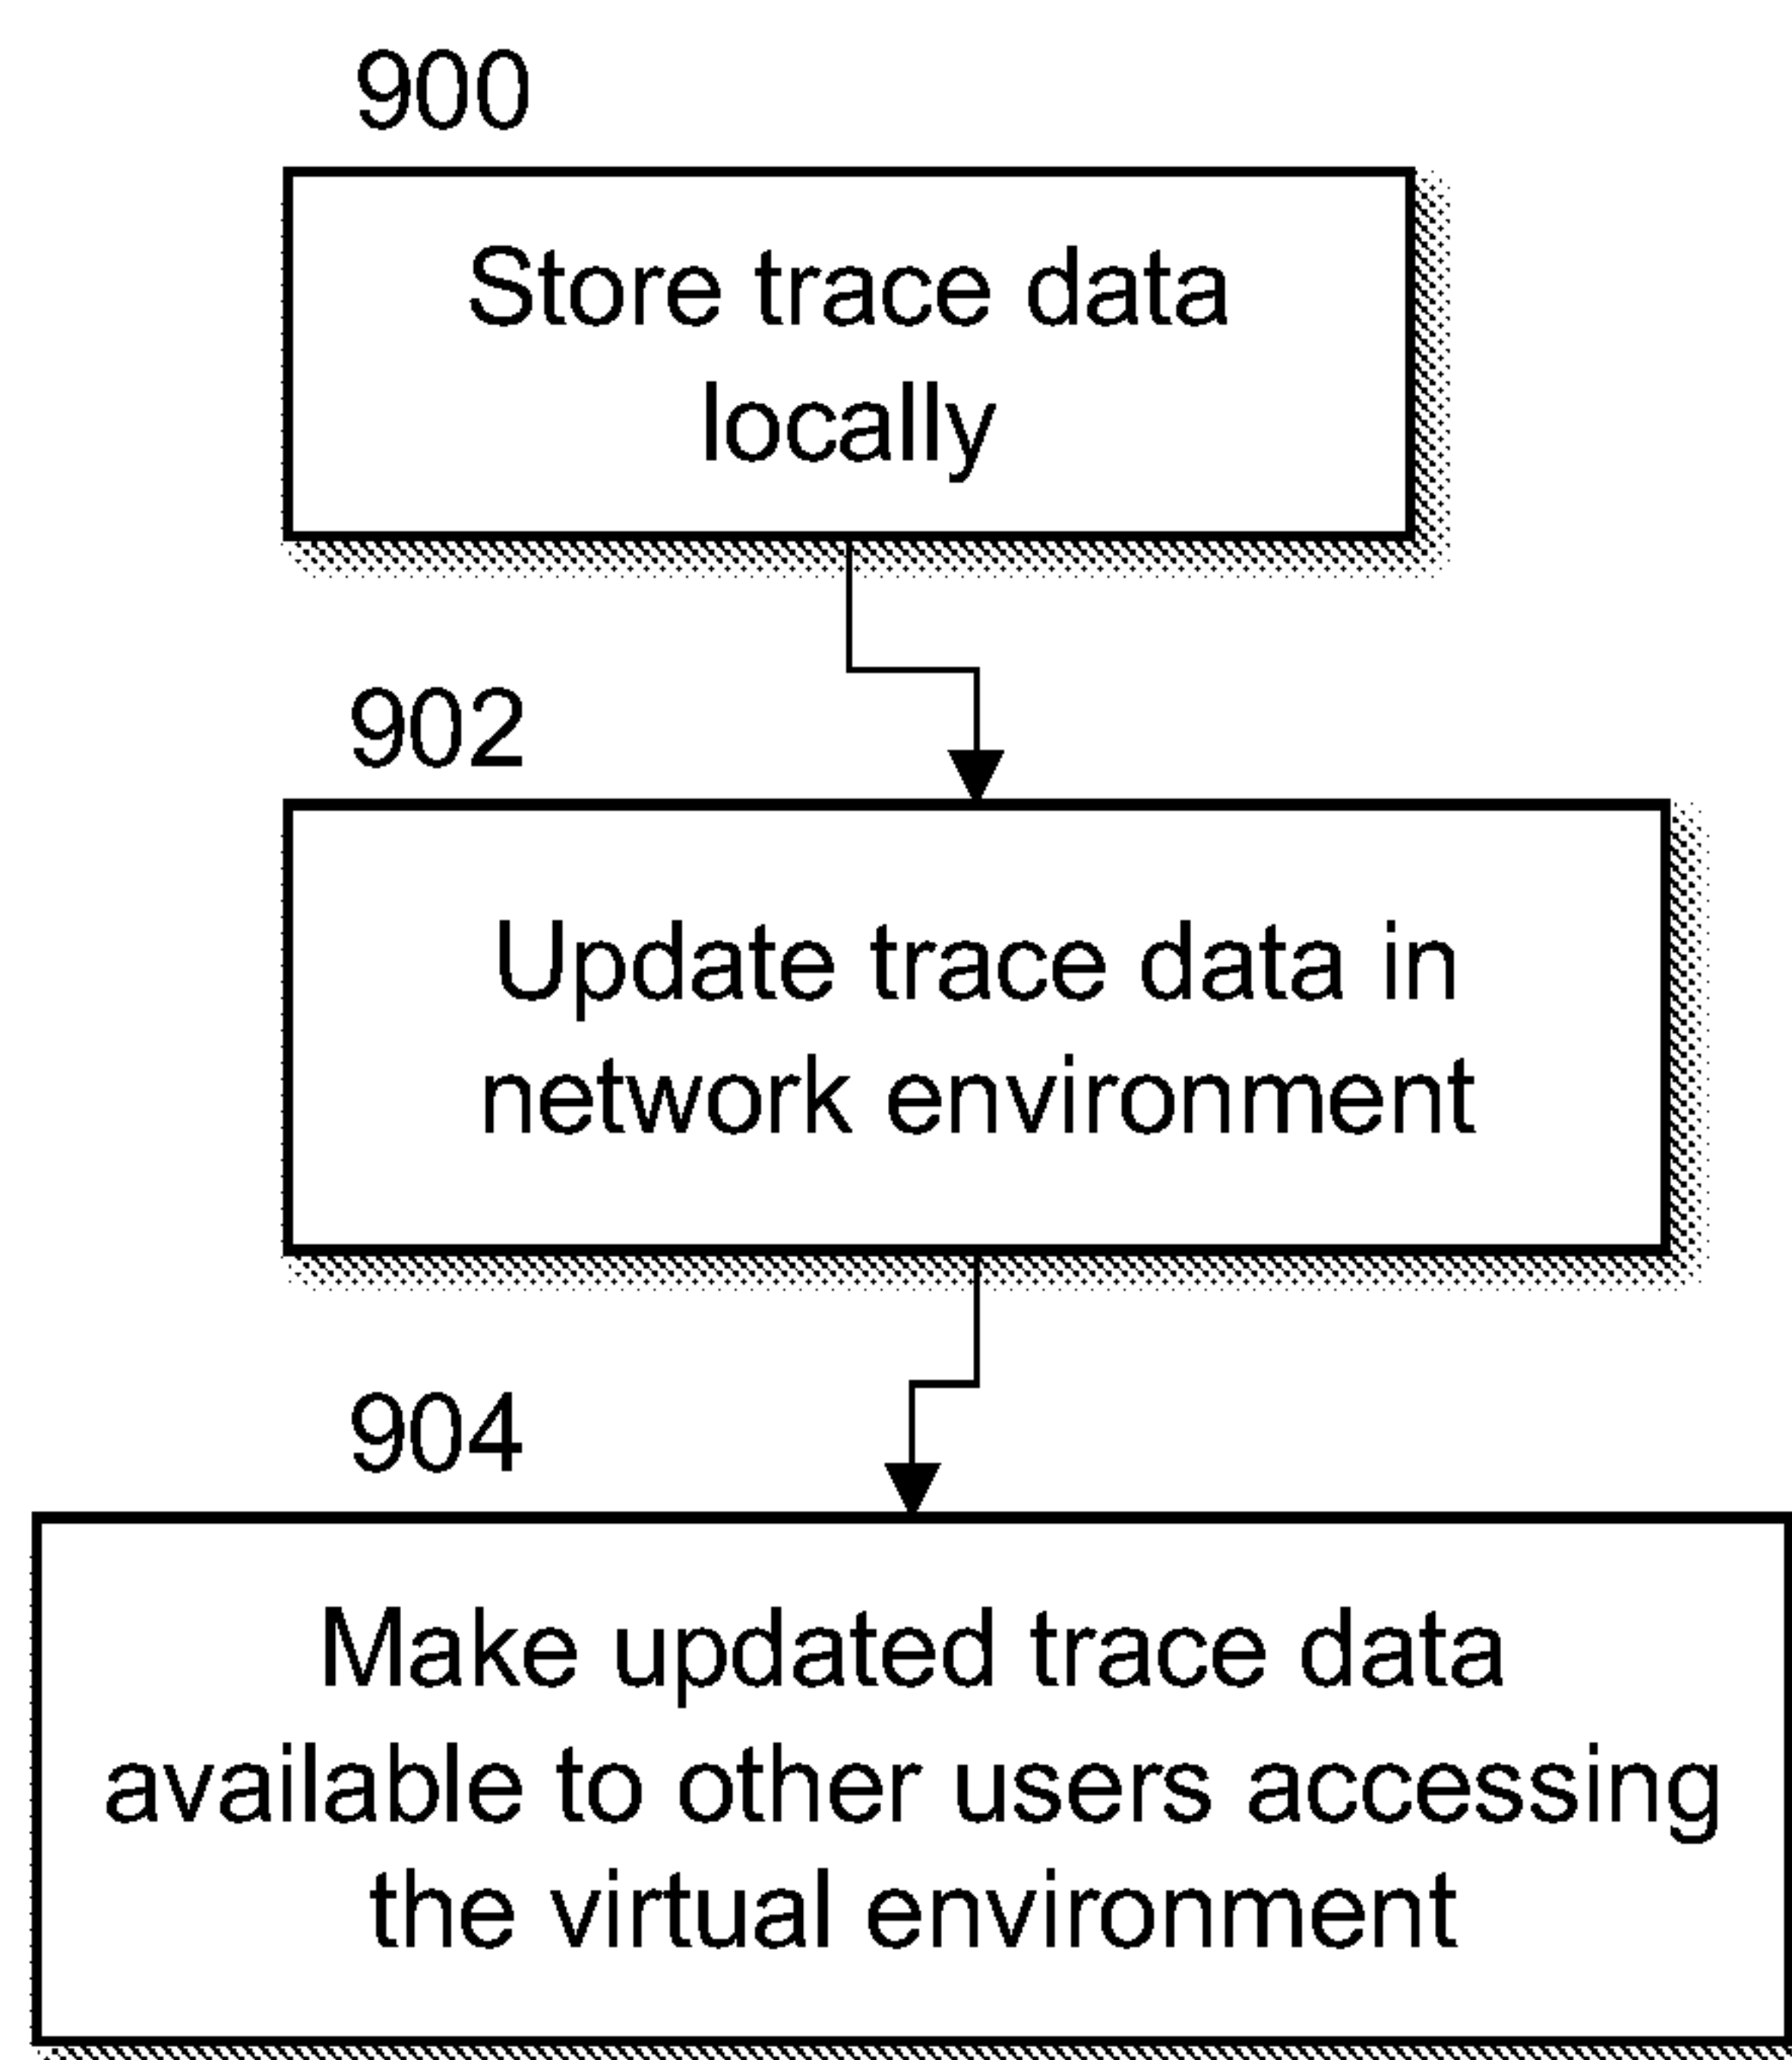 900
Store trace data
locally
902
Update trace data in
network environment
904
Make updated trace data
available to other users accessing
the virtual environment